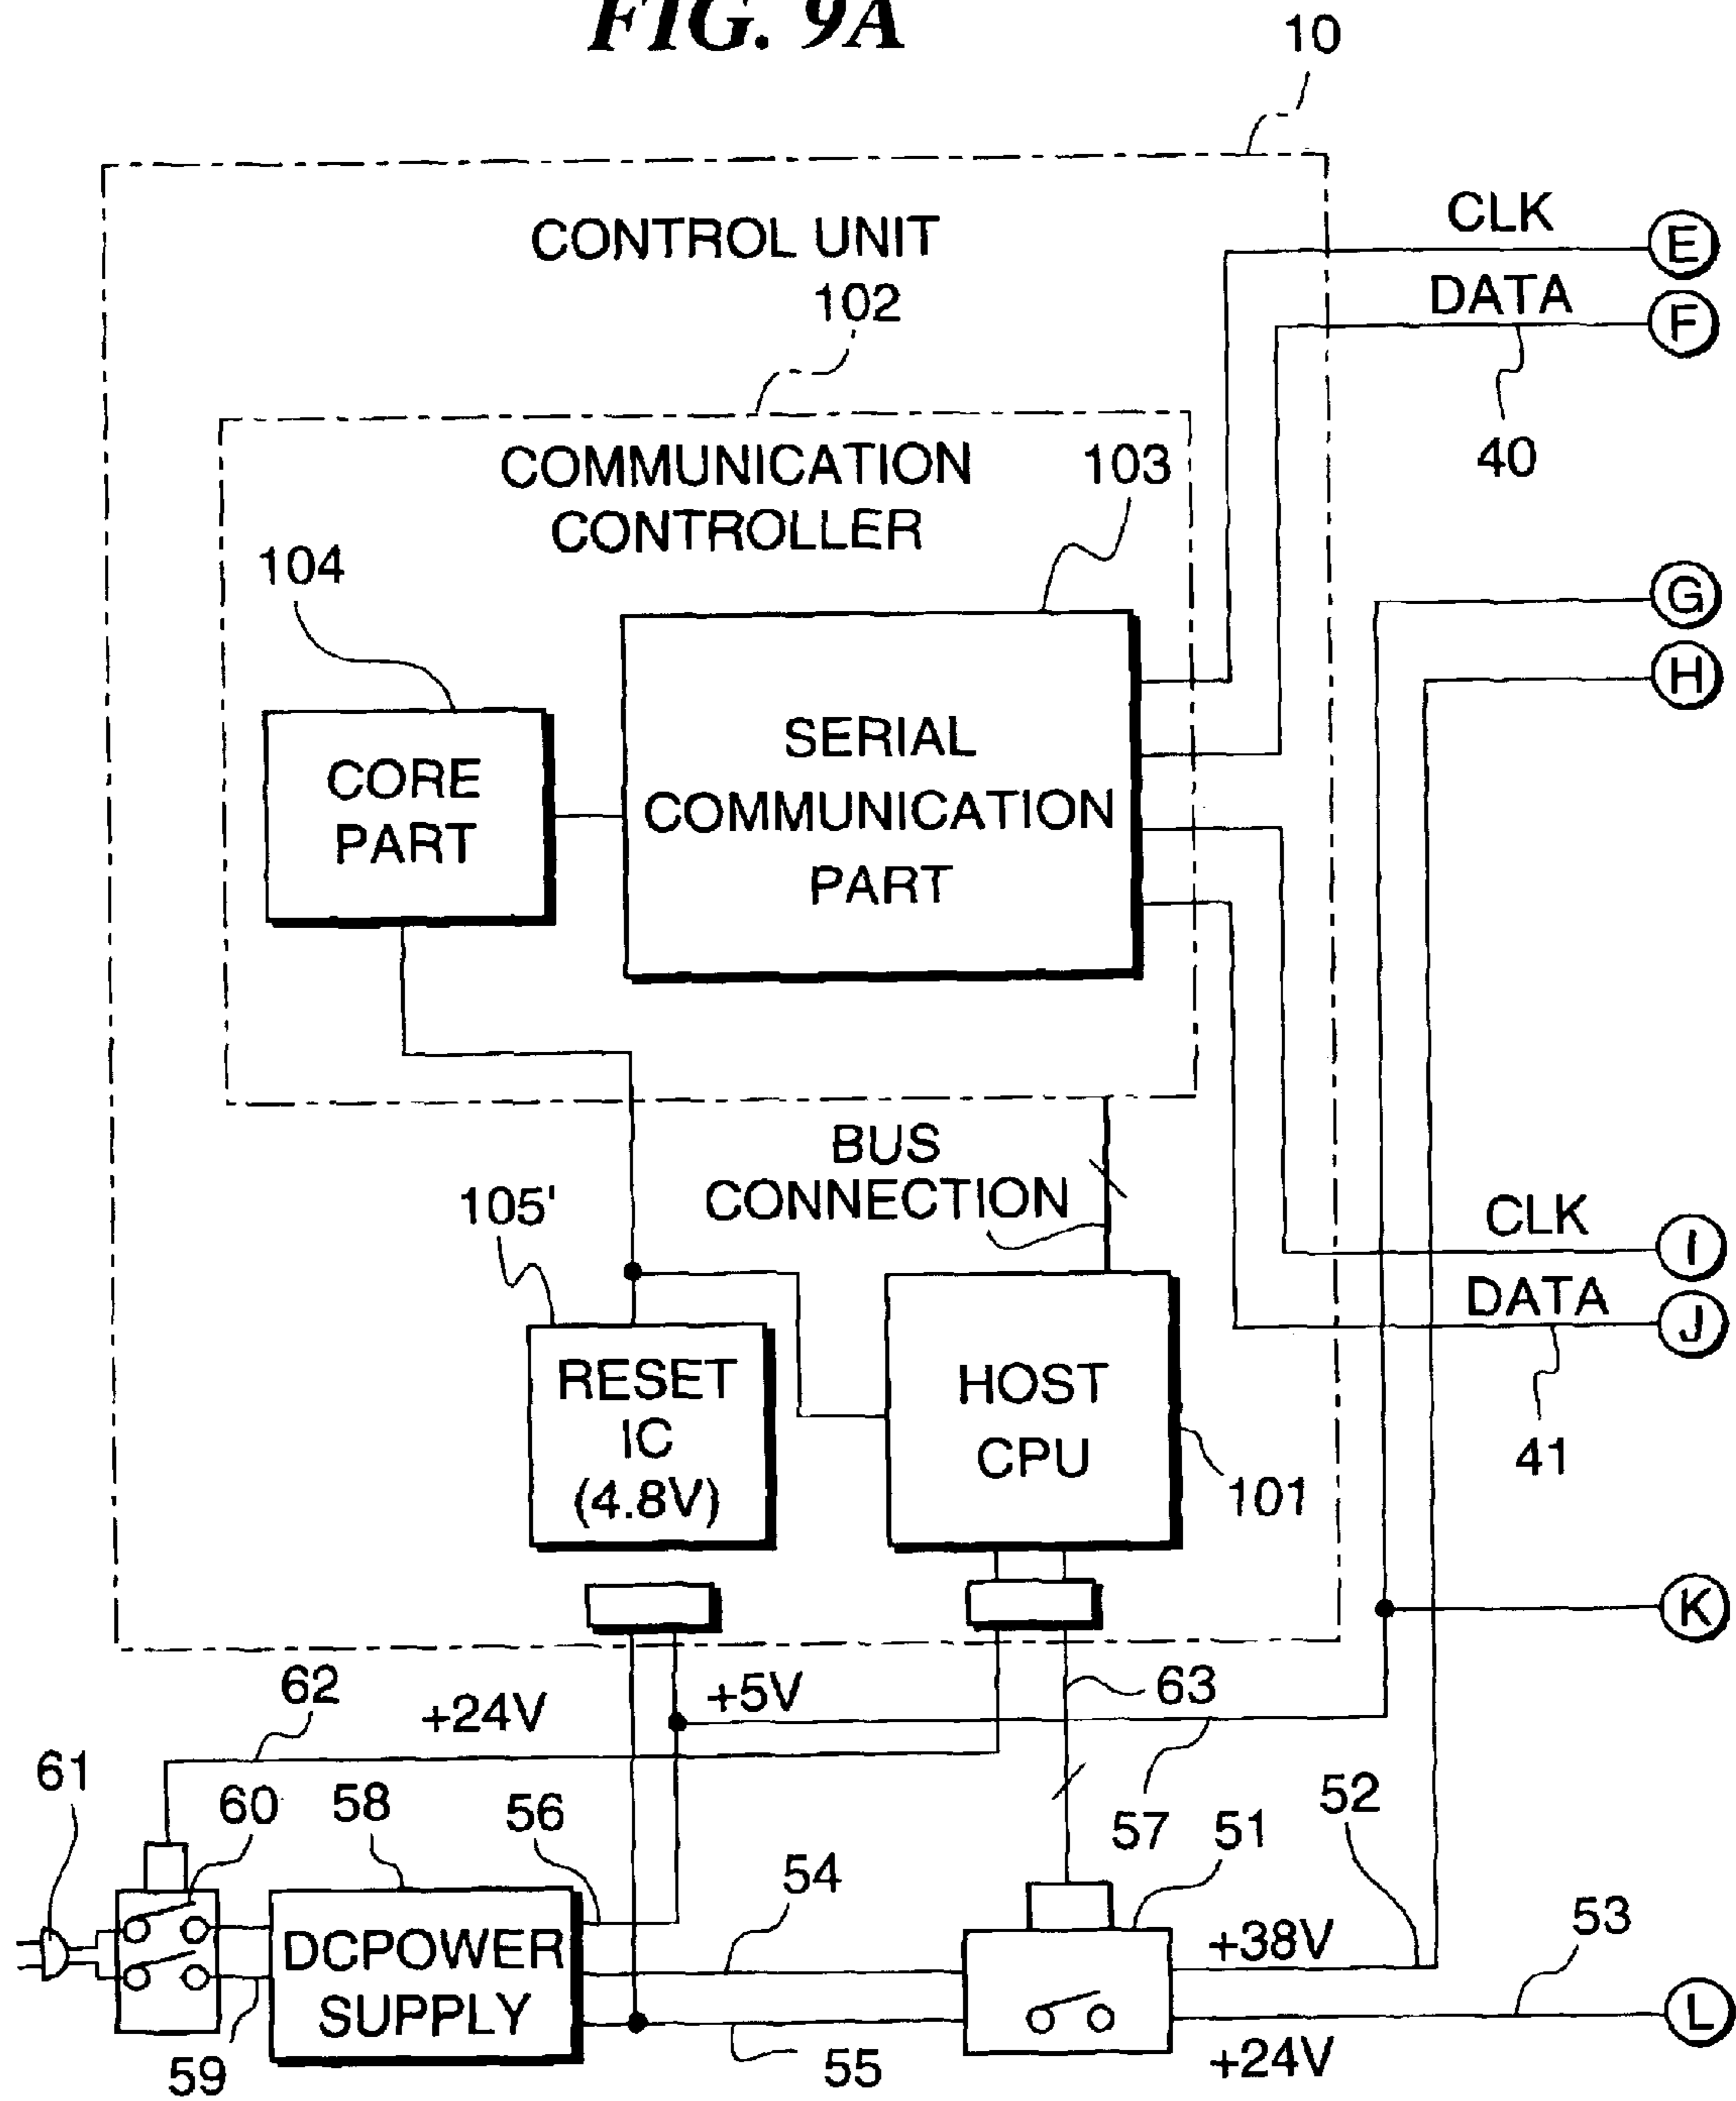 FIG. 9A
10
CONTROL UNIT
102
CLK
E
DATA
F
40
COMMUNICATION
CONTROLLER
103
104
G
H
CORE
PART
SERIAL
COMMUNICATION
PART
BUS
CONNECTION
105'
CLK
I
DATA
J
41
RESET
IC
(4.8V)
HOST
CPU
101
K
62
+24V
+5V
63
61
60
58
56
54
57
51
52
53
DCPOWER
SUPPLY
+38V
L
59
55
+24V